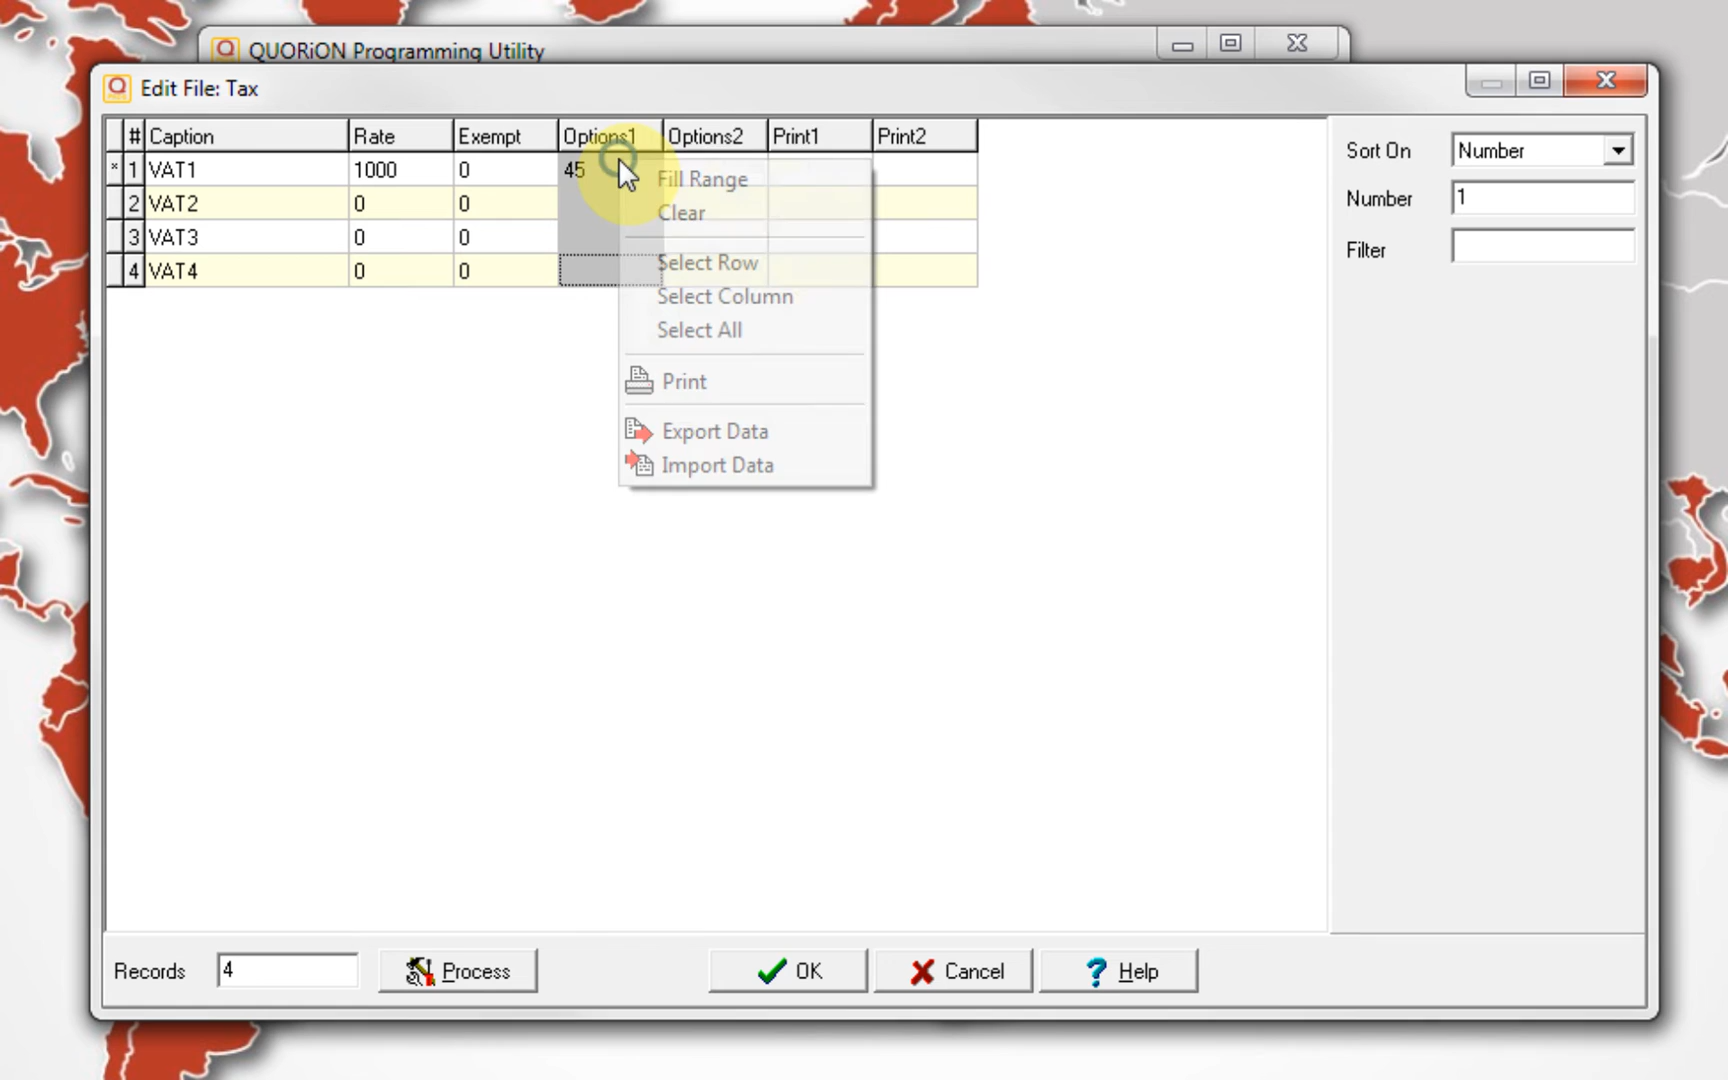 QUORiON Programming Utility
Edit File: Tax
# Caption Rate Exempt Options1 Options2 Print1 Print2
* 1 VAT1 1000 0 45
2 VAT2 0 0
3 VAT3 0 0
4 VAT4 0 0
Fill Range
Clear
Select Row
Select Column
Select All
Print
Export Data
Import Data
Sort On Number
Number 1
Filter
Records 4 Process OK Cancel Help